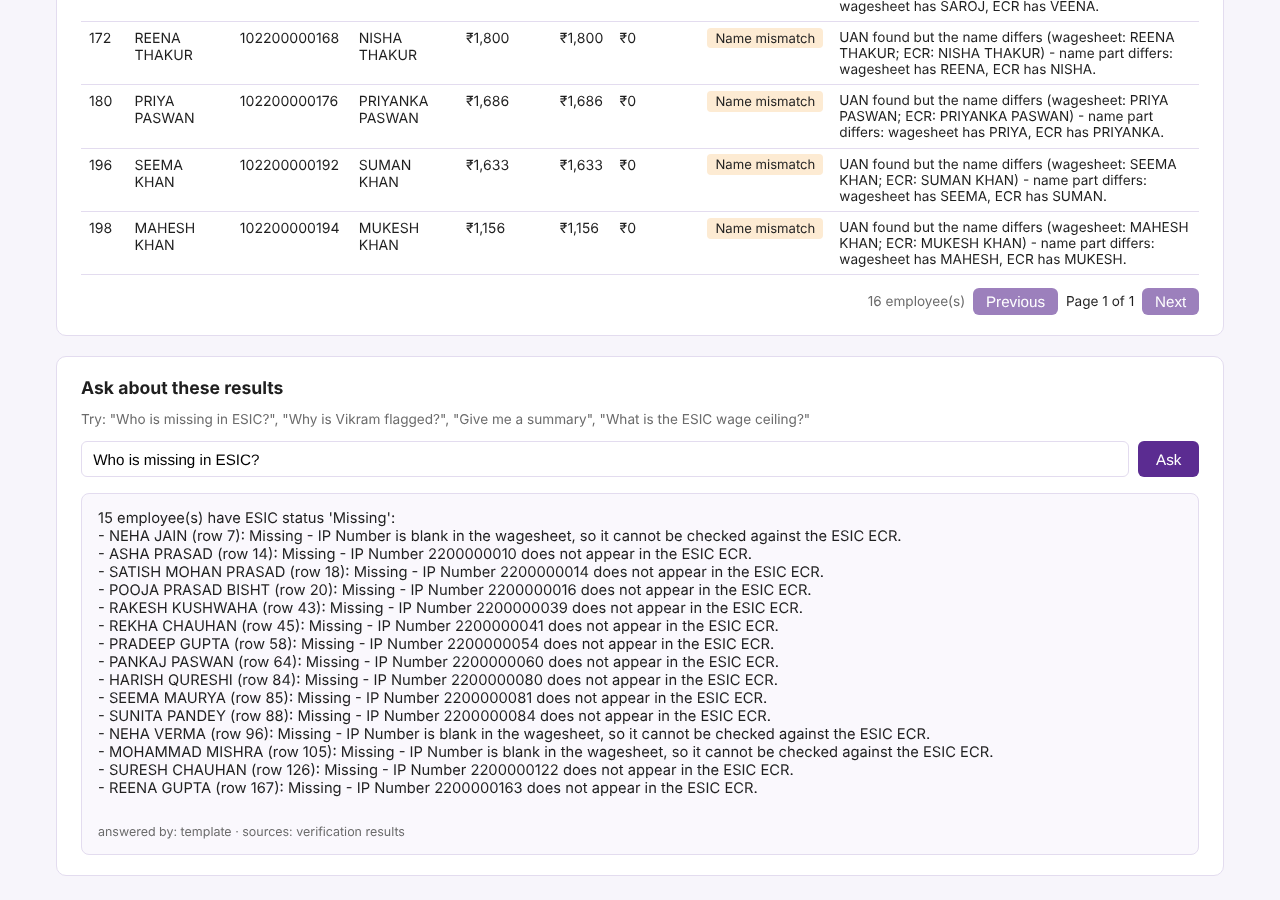 wagesheet has SAROJ, ECR has VEENA.
172 REENA THAKUR 102200000168 NISHA THAKUR ₹1,800 ₹1,800 ₹0 Name mismatch UAN found but the name differs (wagesheet: REENA THAKUR; ECR: NISHA THAKUR) - name part differs: wagesheet has REENA, ECR has NISHA.
180 PRIYA PASWAN 102200000176 PRIYANKA PASWAN ₹1,686 ₹1,686 ₹0 Name mismatch UAN found but the name differs (wagesheet: PRIYA PASWAN; ECR: PRIYANKA PASWAN) - name part differs: wagesheet has PRIYA, ECR has PRIYANKA.
196 SEEMA KHAN 102200000192 SUMAN KHAN ₹1,633 ₹1,633 ₹0 Name mismatch UAN found but the name differs (wagesheet: SEEMA KHAN; ECR: SUMAN KHAN) - name part differs: wagesheet has SEEMA, ECR has SUMAN.
198 MAHESH KHAN 102200000194 MUKESH KHAN ₹1,156 ₹1,156 ₹0 Name mismatch UAN found but the name differs (wagesheet: MAHESH KHAN; ECR: MUKESH KHAN) - name part differs: wagesheet has MAHESH, ECR has MUKESH.
16 employee(s) Previous Page 1 of 1 Next
Ask about these results
Try: "Who is missing in ESIC?", "Why is Vikram flagged?", "Give me a summary", "What is the ESIC wage ceiling?"
Who is missing in ESIC? Ask
15 employee(s) have ESIC status 'Missing':
- NEHA JAIN (row 7): Missing - IP Number is blank in the wagesheet, so it cannot be checked against the ESIC ECR.
- ASHA PRASAD (row 14): Missing - IP Number 2200000010 does not appear in the ESIC ECR.
- SATISH MOHAN PRASAD (row 18): Missing - IP Number 2200000014 does not appear in the ESIC ECR.
- POOJA PRASAD BISHT (row 20): Missing - IP Number 2200000016 does not appear in the ESIC ECR.
- RAKESH KUSHWAHA (row 43): Missing - IP Number 2200000039 does not appear in the ESIC ECR.
- REKHA CHAUHAN (row 45): Missing - IP Number 2200000041 does not appear in the ESIC ECR.
- PRADEEP GUPTA (row 58): Missing - IP Number 2200000054 does not appear in the ESIC ECR.
- PANKAJ PASWAN (row 64): Missing - IP Number 2200000060 does not appear in the ESIC ECR.
- HARISH QURESHI (row 84): Missing - IP Number 2200000080 does not appear in the ESIC ECR.
- SEEMA MAURYA (row 85): Missing - IP Number 2200000081 does not appear in the ESIC ECR.
- SUNITA PANDEY (row 88): Missing - IP Number 2200000084 does not appear in the ESIC ECR.
- NEHA VERMA (row 96): Missing - IP Number is blank in the wagesheet, so it cannot be checked against the ESIC ECR.
- MOHAMMAD MISHRA (row 105): Missing - IP Number is blank in the wagesheet, so it cannot be checked against the ESIC ECR.
- SURESH CHAUHAN (row 126): Missing - IP Number 2200000122 does not appear in the ESIC ECR.
- REENA GUPTA (row 167): Missing - IP Number 2200000163 does not appear in the ESIC ECR.
answered by: template · sources: verification results